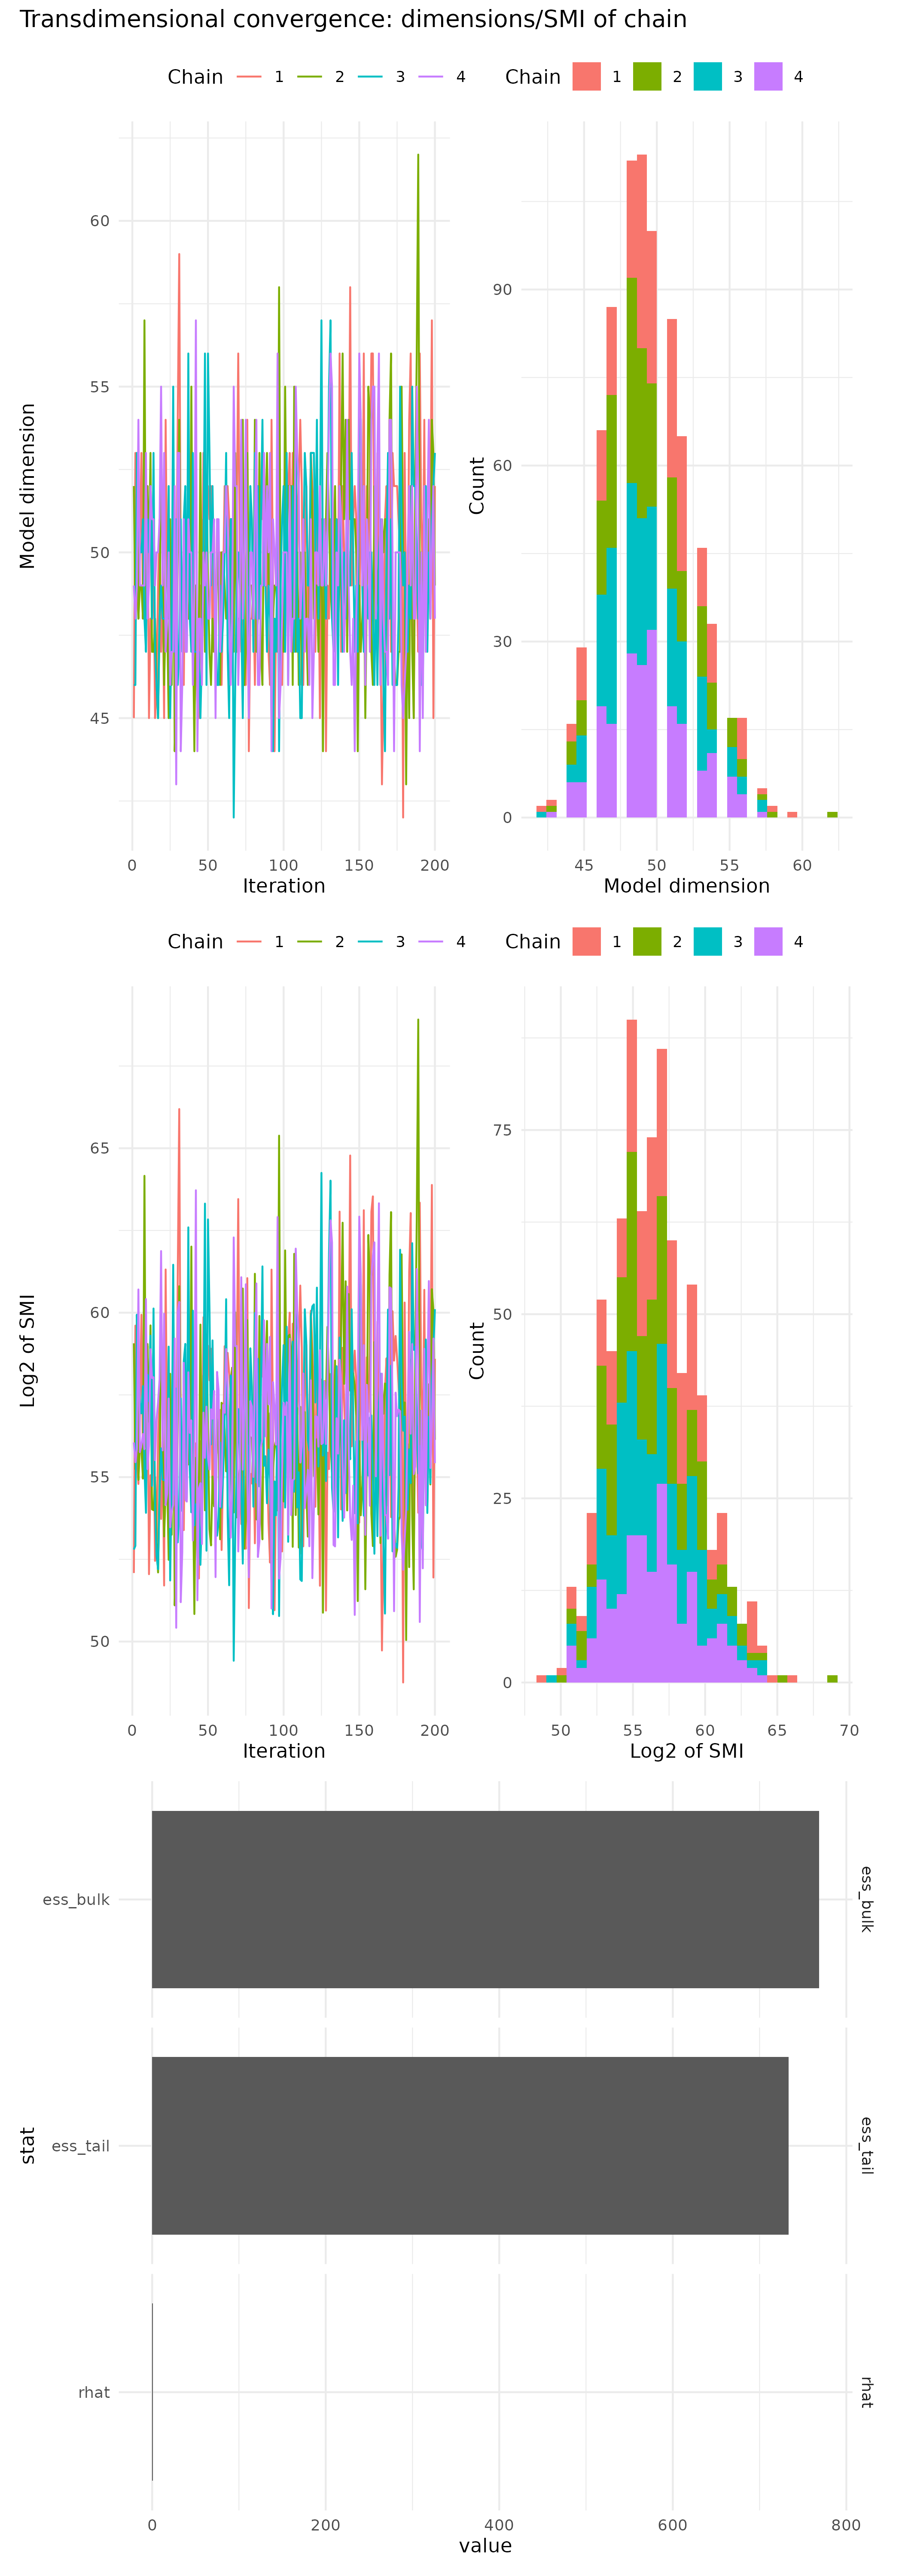 Transdimensional convergence: dimensions/SMI of chain
Chain 1 2 3 4
Chain 1 2 3 4
Model dimension
60
55
50
45
0 50 100 150 200
Iteration
Count
90
60
30
0
45 50 55 60
Model dimension
Chain 1 2 3 4
Chain 1 2 3 4
Log2 of SMI
65
60
55
50
0 50 100 150 200
Iteration
Count
75
50
25
0
50 55 60 65 70
Log2 of SMI
stat
ess_bulk
ess_bulk
ess_tail
ess_tail
rhat
rhat
0 200 400 600 800
value